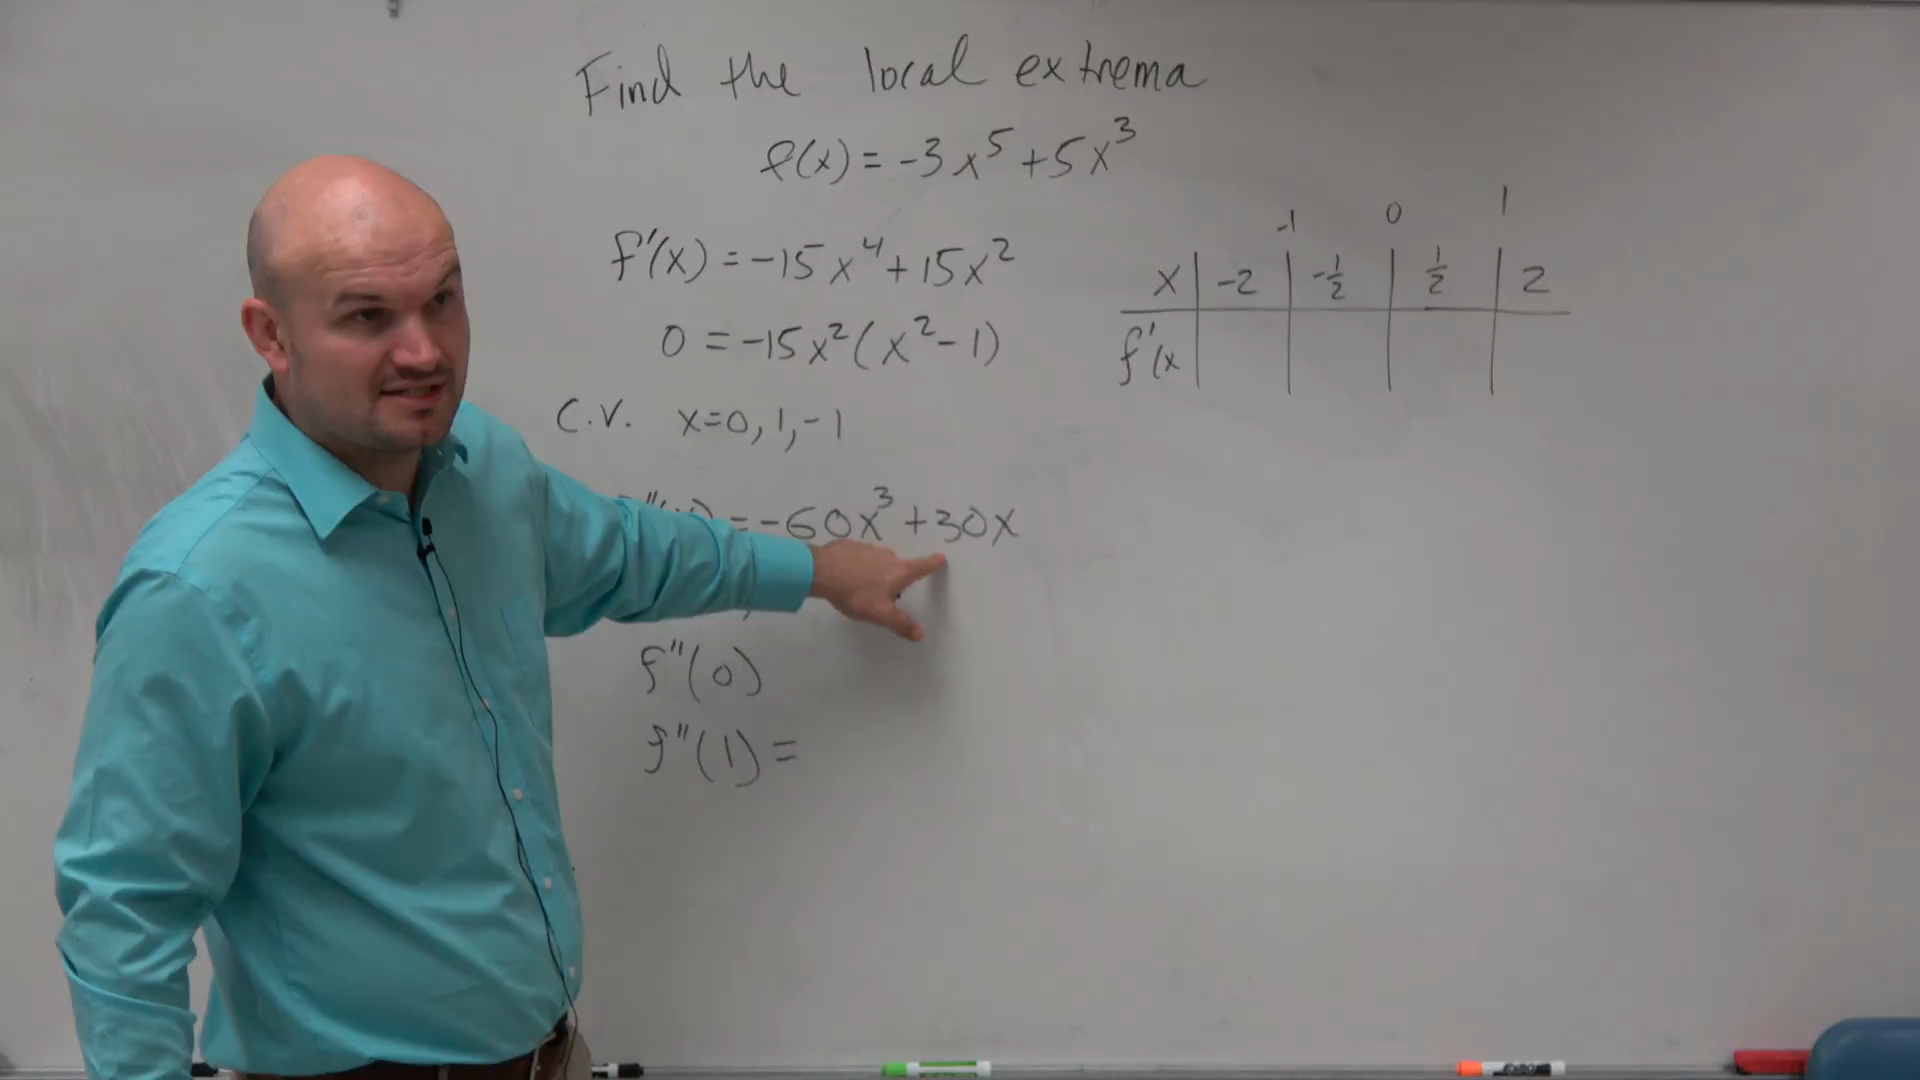 Find the local extrema
f(x) = -3x⁵ + 5x³
f'(x) = -15x⁴ + 15x²
0 = -15x²(x² - 1)
C.V. x = 0, 1, -1
= -60x³ + 30x
f''(0)
f''(1) =
-1 0 1
x -2 -1/2 1/2 2
f'(x